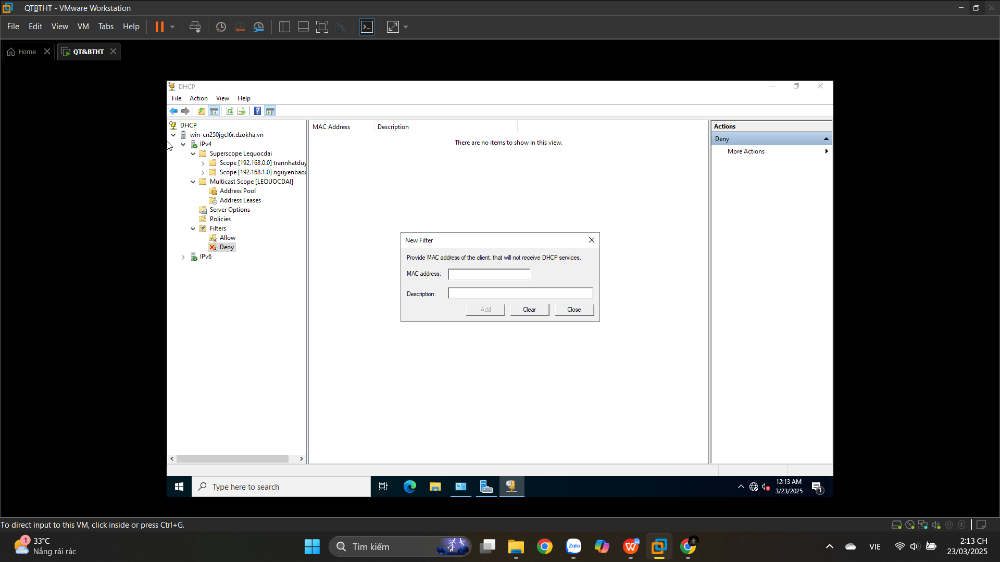 QTBTHT - VMware Workstation
File Edit View VM Tabs Help
Home
QT&BTHT
DHCP
File Action View Help
DHCP
win-cn250jgcl6r.dzokha.vn
IPv4
Superscope Lequocdai
Scope [192.168.0.0] trannhatduy
Scope [192.168.1.0] nguyenbaoa
Multicast Scope [LEQUOCDAI]
Address Pool
Address Leases
Server Options
Policies
Filters
Allow
Deny
IPv6
MAC Address Description
There are no items to show in this view.
New Filter
Provide MAC address of the client, that will not receive DHCP services.
MAC address:
Description:
Add Clear Close
Actions
Deny
More Actions
Type here to search
12:13 AM
3/23/2025
1
To direct input to this VM, click inside or press Ctrl+G.
1
33°C
Nắng rải rác
Tìm kiếm
Zalo
VIE
2:13 CH
23/03/2025